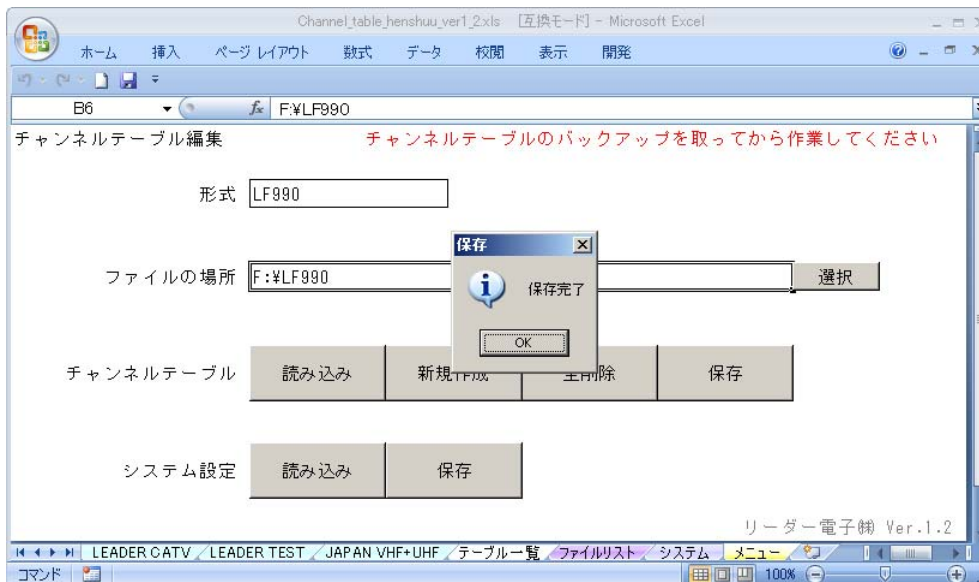 Channel_table_henshuu_ver1_2.xls [互換モード] - Microsoft Excel
ホーム 挿入 ページ レイアウト 数式 データ 校閲 表示 開発
B6 fx F:¥LF990
チャンネルテーブル編集 チャンネルテーブルのバックアップを取ってから作業してください
形式 LF990
保存
ファイルの場所 F:¥LF990 選択
保存完了
OK
チャンネルテーブル 読み込み 新規作成 全削除 保存
システム設定 読み込み 保存
リーダー電子㈱ Ver.1.2
LEADER CATV LEADER TEST JAPAN VHF+UHF テーブル一覧 ファイルリスト システム メニュー
コマンド 100%